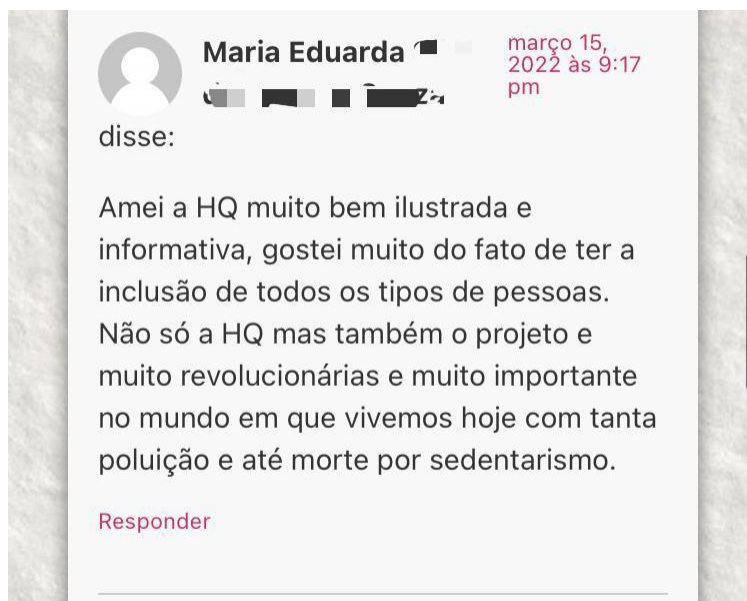 Maria Eduarda
março 15,
2022 às 9:17
pm
disse:
Amei a HQ muito bem ilustrada e
informativa, gostei muito do fato de ter a
inclusão de todos os tipos de pessoas.
Não só a HQ mas também o projeto e
muito revolucionárias e muito importante
no mundo em que vivemos hoje com tanta
poluição e até morte por sedentarismo.
Responder